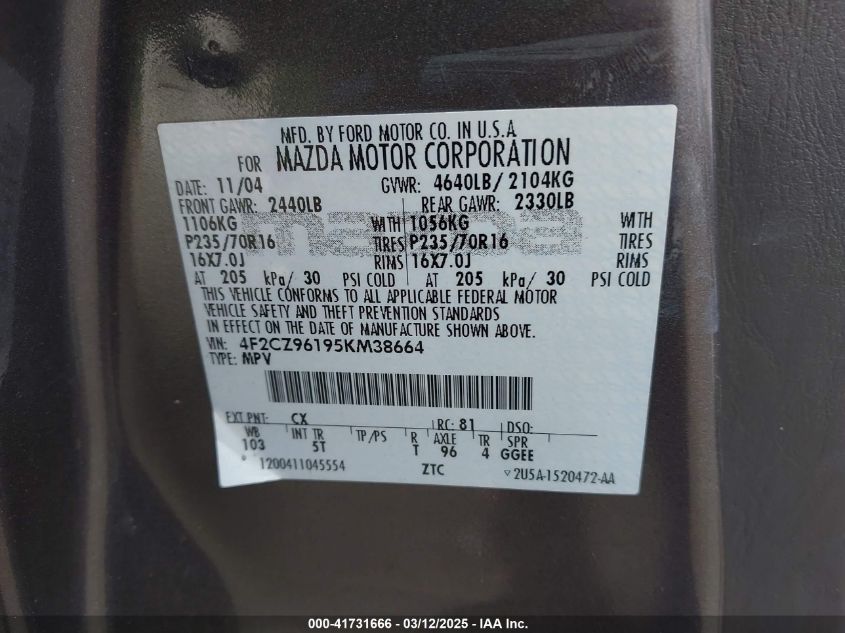 MFD. BY FORD MOTOR CO. IN U.S.A
FOR MAZDA MOTOR CORPORATION
DATE: 11/04 GVWR: 4640LB/ 2104KG
FRONT GAWR: 2440LB REAR GAWR: 2330LB
1106KG WITH 1056KG WITH
P235/70R16 TIRES P235/70R16 TIRES
16X7.0J RIMS 16X7.0J RIMS
AT 205 kPa/ 30 PSI COLD AT 205 kPa/ 30 PSI COLD
THIS VEHICLE CONFORMS TO ALL APPLICABLE FEDERAL MOTOR
VEHICLE SAFETY AND THEFT PREVENTION STANDARDS
IN EFFECT ON THE DATE OF MANUFACTURE SHOWN ABOVE.
VIN: 4F2CZ96195KM38664
TYPE: MPV
EXT PNT: CX RC: 81 DSO:
WB INT TR TP/PS R AXLE TR SPR
103 5T T 96 4 GGEE
1200411045554 ZTC 2U5A-1520472-AA
mazda
000-41731666 - 03/12/2025 - IAA Inc.